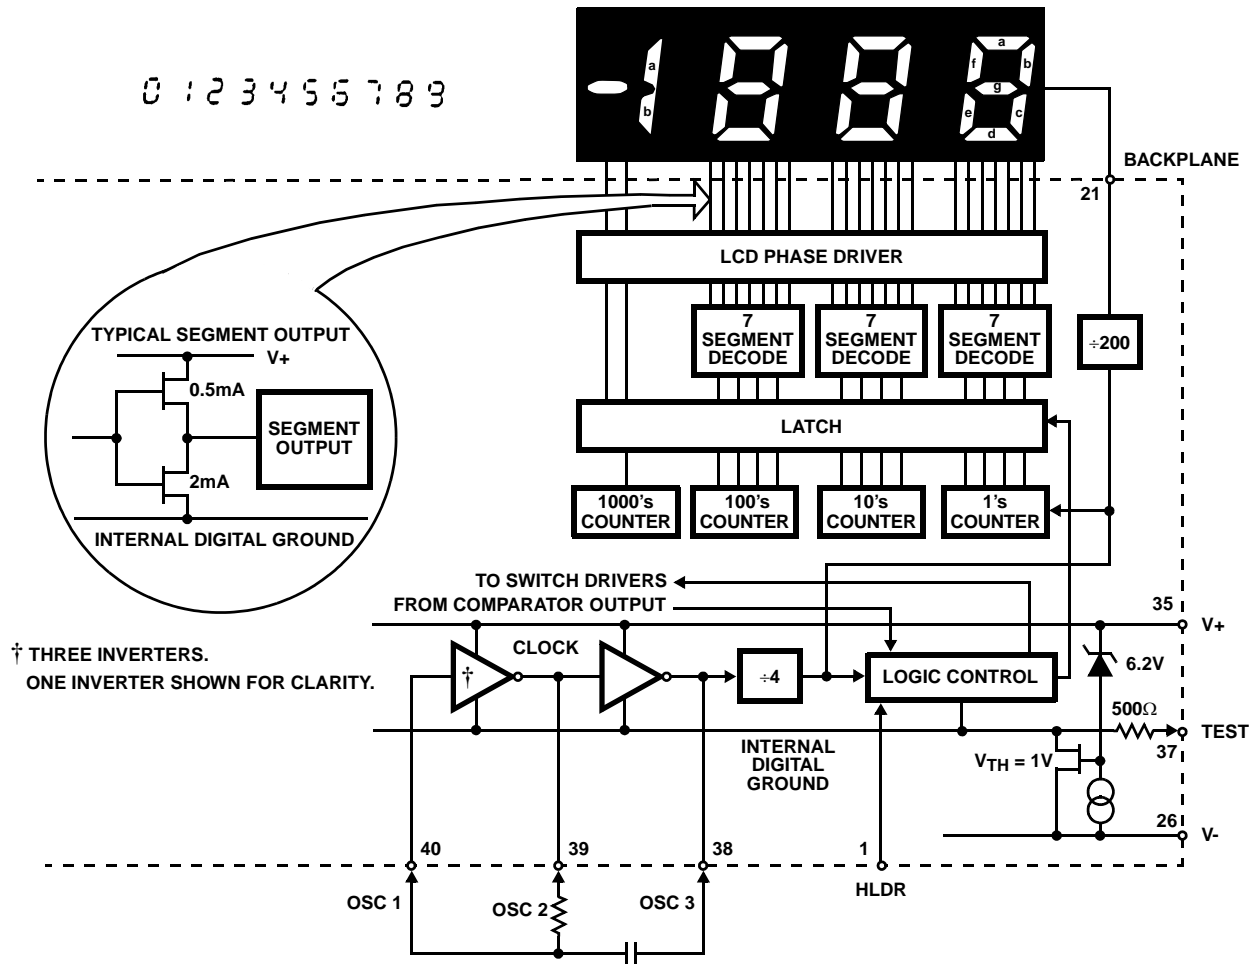 0 1 2 3 4 5 6 7 8 9
a
b
a
f
b
g
e
c
d
BACKPLANE
21
LCD PHASE DRIVER
TYPICAL SEGMENT OUTPUT
V+
0.5mA
SEGMENT
OUTPUT
2mA
INTERNAL DIGITAL GROUND
7
SEGMENT
DECODE
7
SEGMENT
DECODE
7
SEGMENT
DECODE
÷200
LATCH
1000's
COUNTER
100's
COUNTER
10's
COUNTER
1's
COUNTER
TO SWITCH DRIVERS
FROM COMPARATOR OUTPUT
35
V+
† THREE INVERTERS.
ONE INVERTER SHOWN FOR CLARITY.
†
CLOCK
÷4
LOGIC CONTROL
6.2V
500Ω
TEST
37
INTERNAL
DIGITAL
GROUND
VTH = 1V
26
V-
40
39
38
1
OSC 1
OSC 2
OSC 3
HLDR